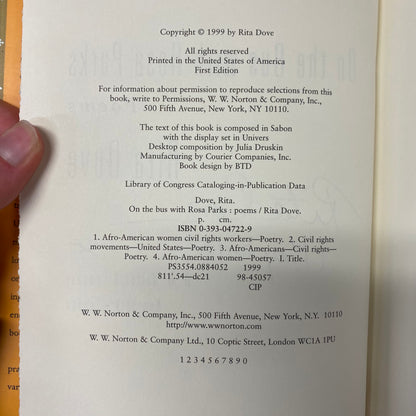 Copyright © 1999 by Rita Dove
All rights reserved
Printed in the United States of America
First Edition
For information about permission to reproduce selections from this
book, write to Permissions, W. W. Norton & Company, Inc.,
500 Fifth Avenue, New York, NY 10110.
The text of this book is composed in Sabon
with the display set in Univers
Desktop composition by Julia Druskin
Manufacturing by Courier Companies, Inc.
Book design by BTD
Library of Congress Cataloging-in-Publication Data
Dove, Rita.
On the bus with Rosa Parks : poems / Rita Dove.
p. cm.
ISBN 0-393-04722-9
1. Afro-American women civil rights workers—Poetry. 2. Civil rights
movements—United States—Poetry. 3. Afro-Americans—Civil rights—
Poetry. 4. Afro-American women—Poetry. I. Title.
PS3554.0884052 1999
811'.54—dc21 98-45057
CIP
W. W. Norton & Company, Inc., 500 Fifth Avenue, New York, N.Y. 10110
http://www.wwnorton.com
W. W. Norton & Company Ltd., 10 Coptic Street, London WC1A 1PU
1 2 3 4 5 6 7 8 9 0